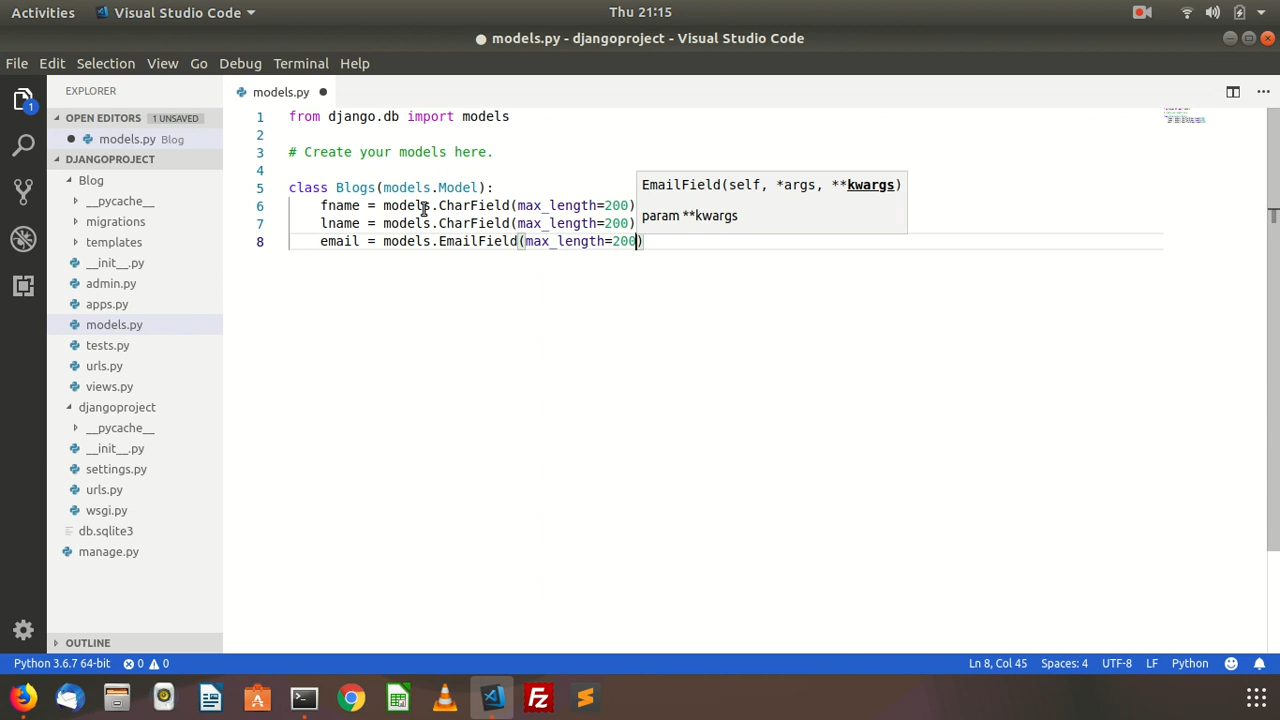 Activities
Visual Studio Code
Thu 21:15
● models.py - djangoproject - Visual Studio Code
File Edit Selection View Go Debug Terminal Help
EXPLORER
OPEN EDITORS 1 UNSAVED
models.py Blog
DJANGOPROJECT
Blog
__pycache__
migrations
templates
__init__.py
admin.py
apps.py
models.py
tests.py
urls.py
views.py
djangoproject
__pycache__
__init__.py
settings.py
urls.py
wsgi.py
db.sqlite3
manage.py
OUTLINE
1
models.py
1 from django.db import models
2
3 # Create your models here.
4
5 class Blogs(models.Model):
6 fname = models.CharField(max_length=200)
7 lname = models.CharField(max_length=200)
8 email = models.EmailField(max_length=200)
EmailField(self, *args, **kwargs)
param **kwargs
Python 3.6.7 64-bit 0 0
Ln 8, Col 45 Spaces: 4 UTF-8 LF Python